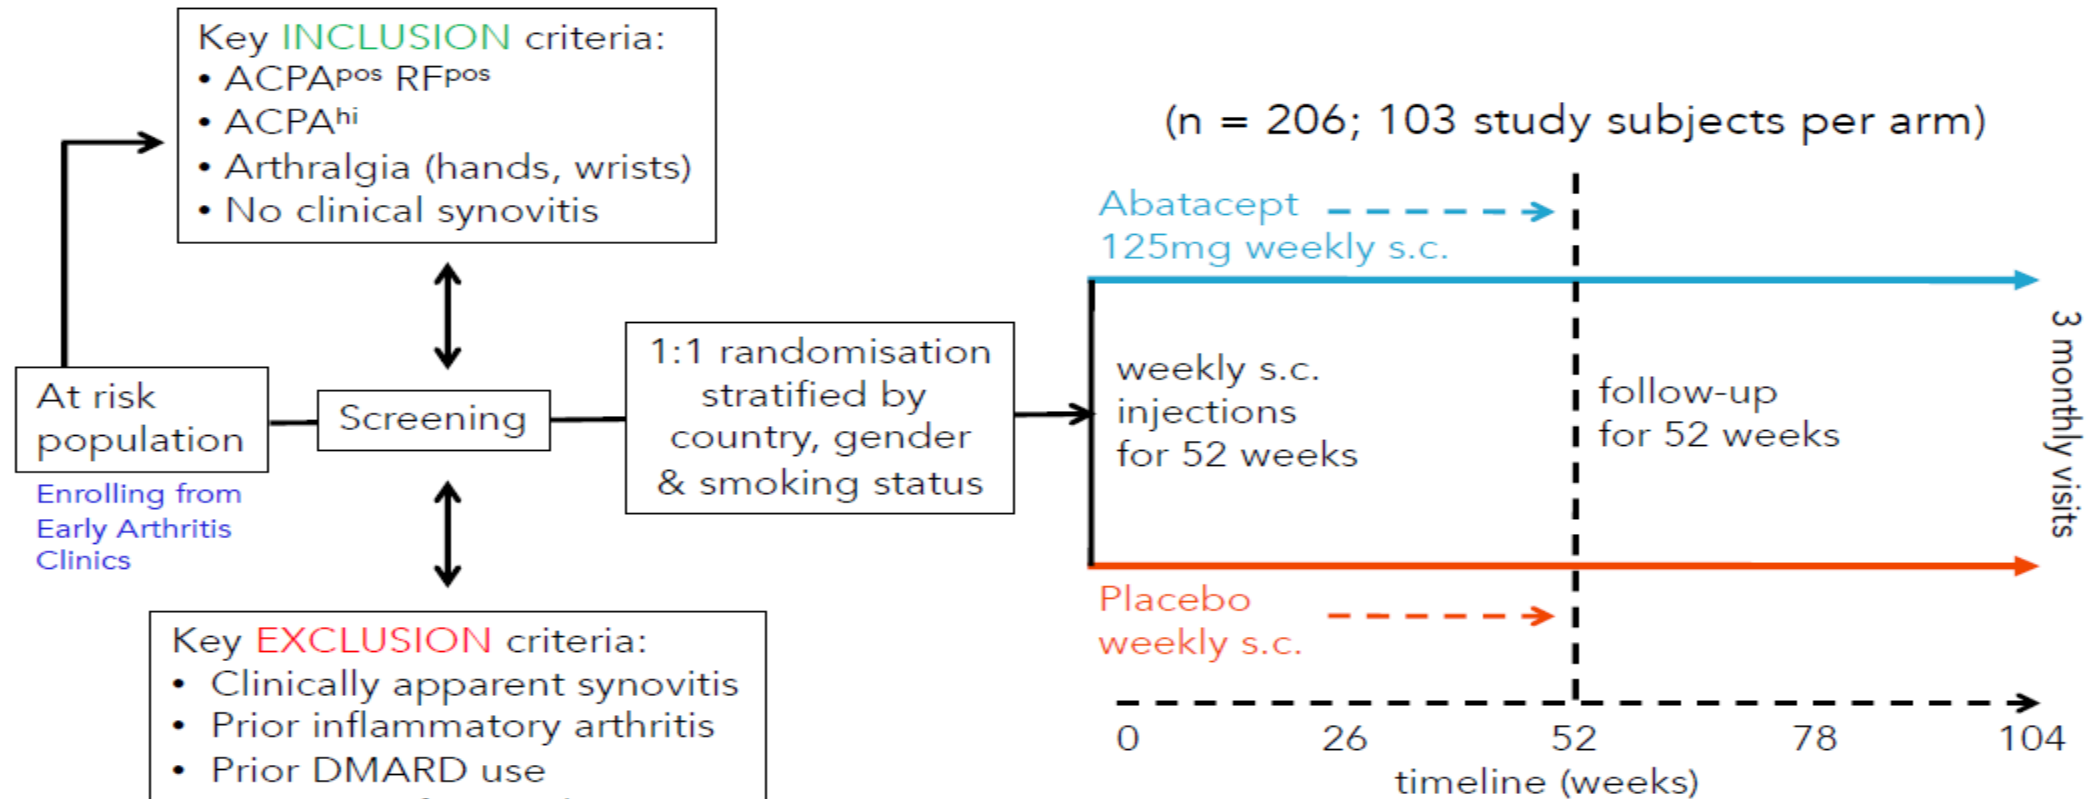 Key INCLUSION criteria:
• ACPApos RFpos
• ACPAhi
• Arthralgia (hands, wrists)
• No clinical synovitis
At risk
population
Enrolling from
Early Arthritis
Clinics
Screening
Key EXCLUSION criteria:
• Clinically apparent synovitis
• Prior inflammatory arthritis
• Prior DMARD use
1:1 randomisation
stratified by
country, gender
& smoking status
(n = 206; 103 study subjects per arm)
Abatacept
125mg weekly s.c.
weekly s.c.
injections
for 52 weeks
follow-up
for 52 weeks
3 monthly visits
Placebo
weekly s.c.
0 26 52 78 104
timeline (weeks)